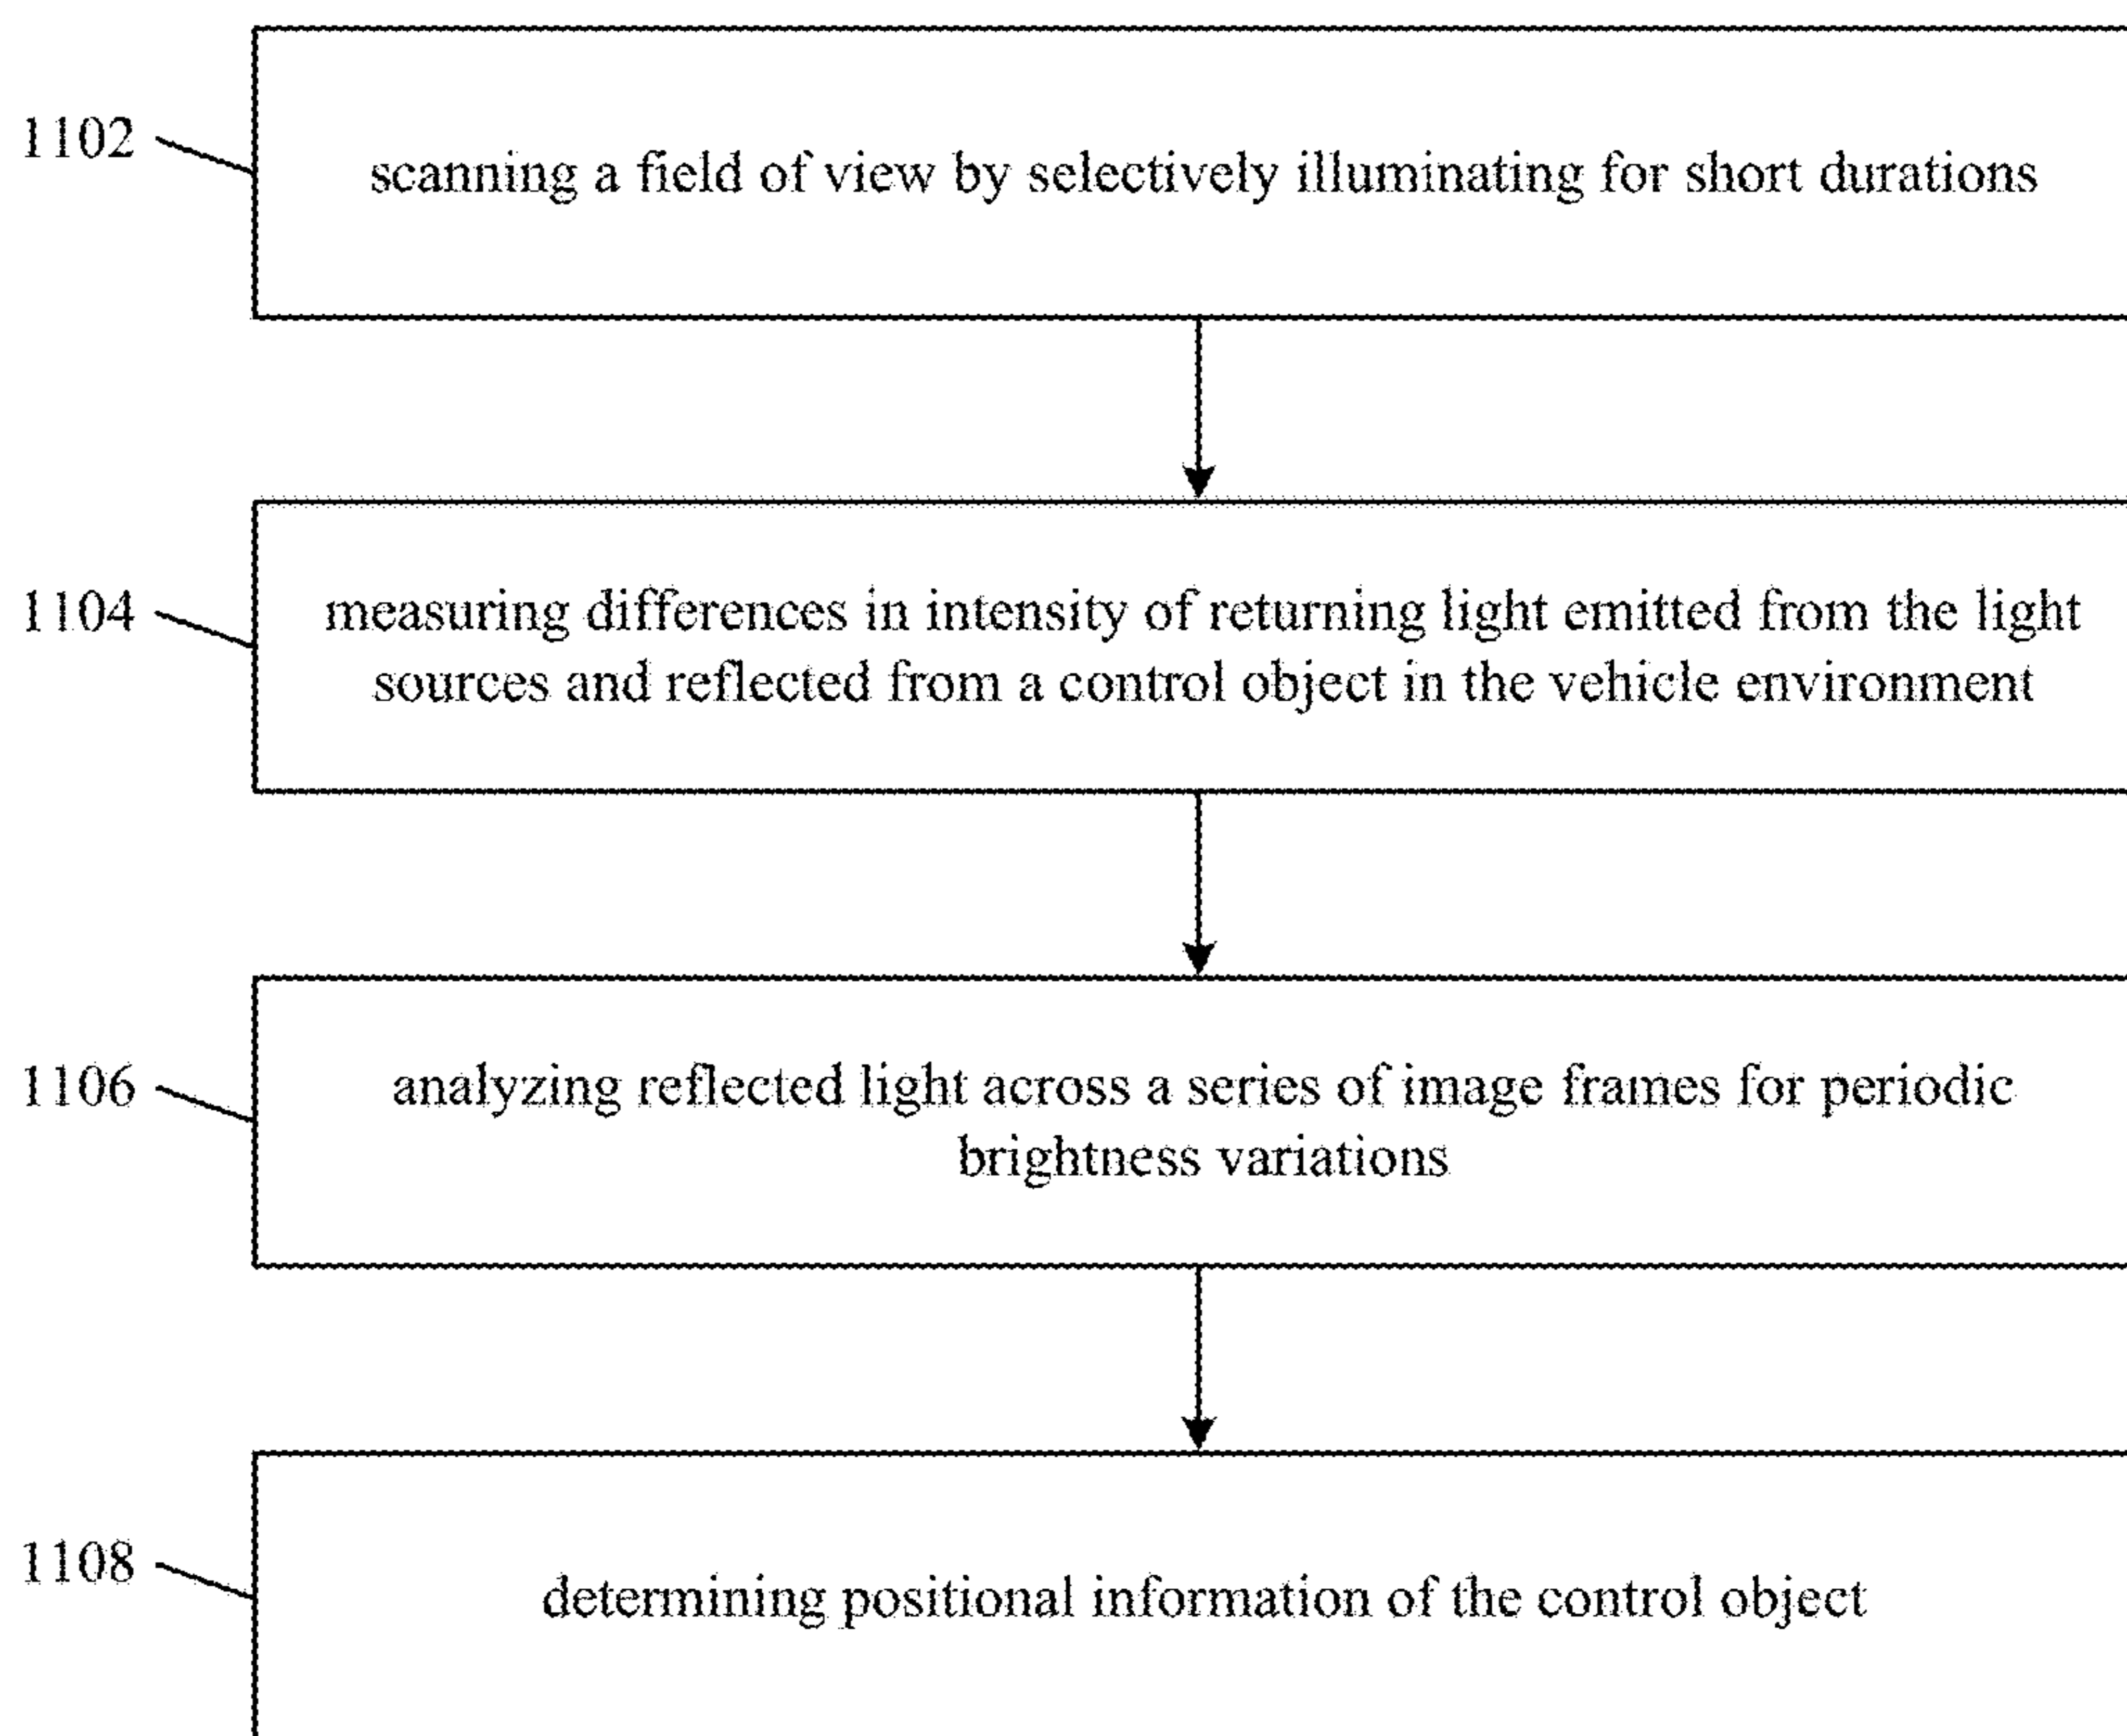 1102
scanning a field of view by selectively illuminating for short durations
1104
measuring differences in intensity of returning light emitted from the light
sources and reflected from a control object in the vehicle environment
1106
analyzing reflected light across a series of image frames for periodic
brightness variations
1108
determining positional information of the control object